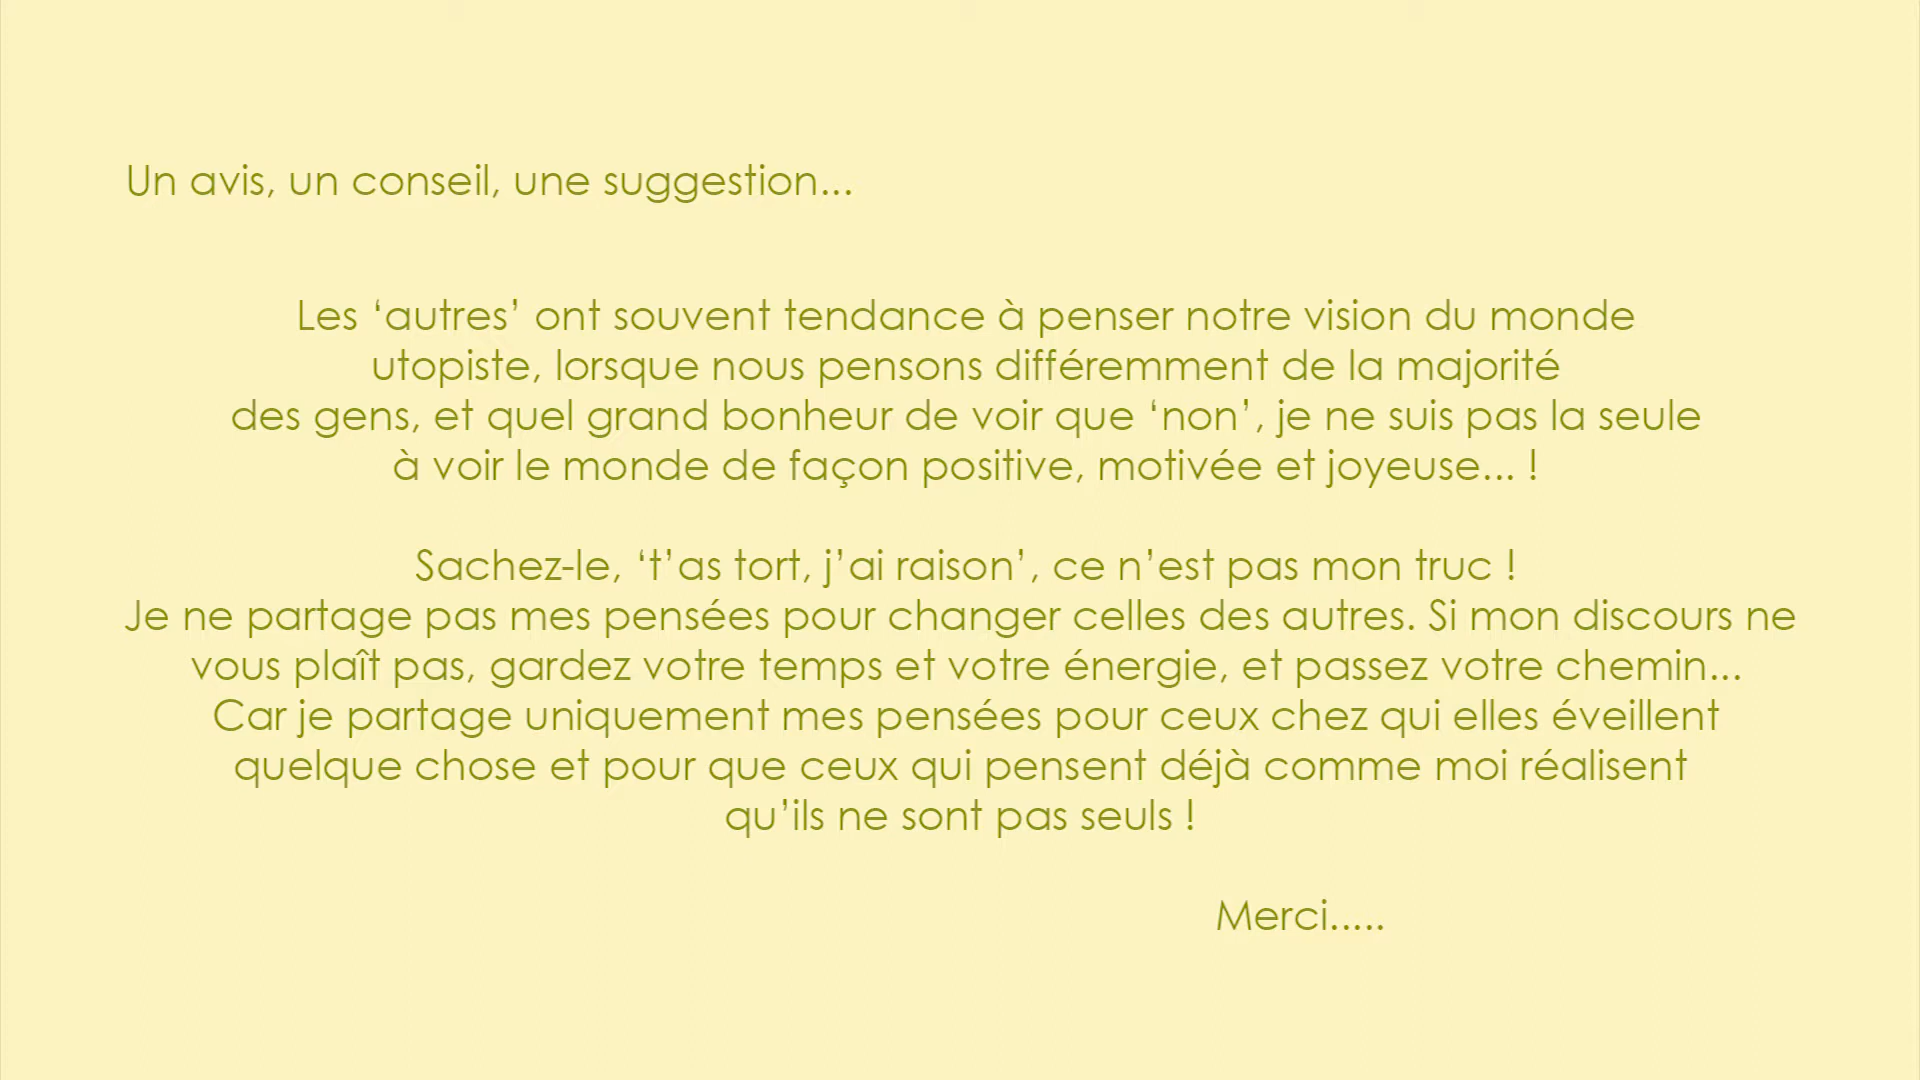 Un avis, un conseil, une suggestion...
Les ‘autres’ ont souvent tendance à penser notre vision du monde
utopiste, lorsque nous pensons différemment de la majorité
des gens, et quel grand bonheur de voir que ‘non’, je ne suis pas la seule
à voir le monde de façon positive, motivée et joyeuse... !
Sachez-le, ‘t’as tort, j’ai raison’, ce n’est pas mon truc !
Je ne partage pas mes pensées pour changer celles des autres. Si mon discours ne
vous plaît pas, gardez votre temps et votre énergie, et passez votre chemin...
Car je partage uniquement mes pensées pour ceux chez qui elles éveillent
quelque chose et pour que ceux qui pensent déjà comme moi réalisent
qu’ils ne sont pas seuls !
Merci.....